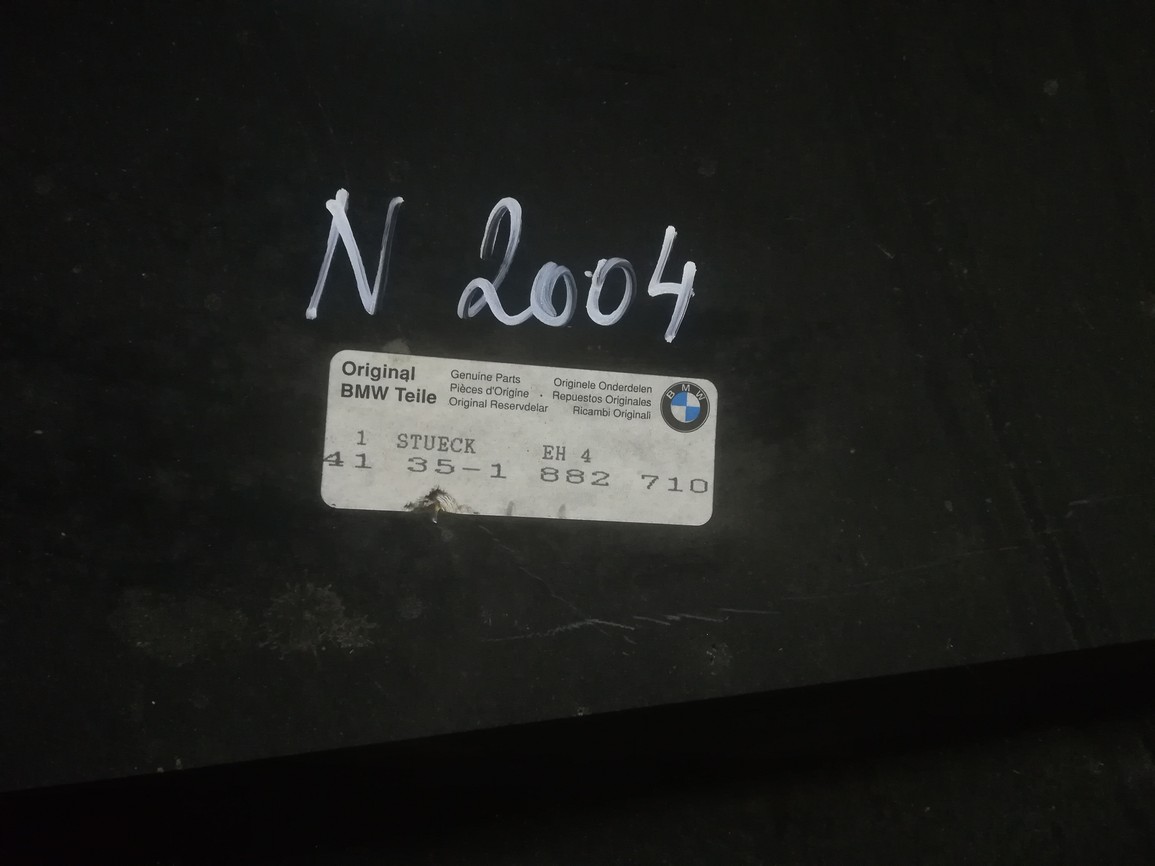 N 2004
Original
BMW Teile
Genuine Parts
Pièces d'Origine
Original Reservdelar
Originele Onderdelen
Repuestos Originales
Ricambi Originali
BMW
1 STUECK EH 4
41 35-1 882 710